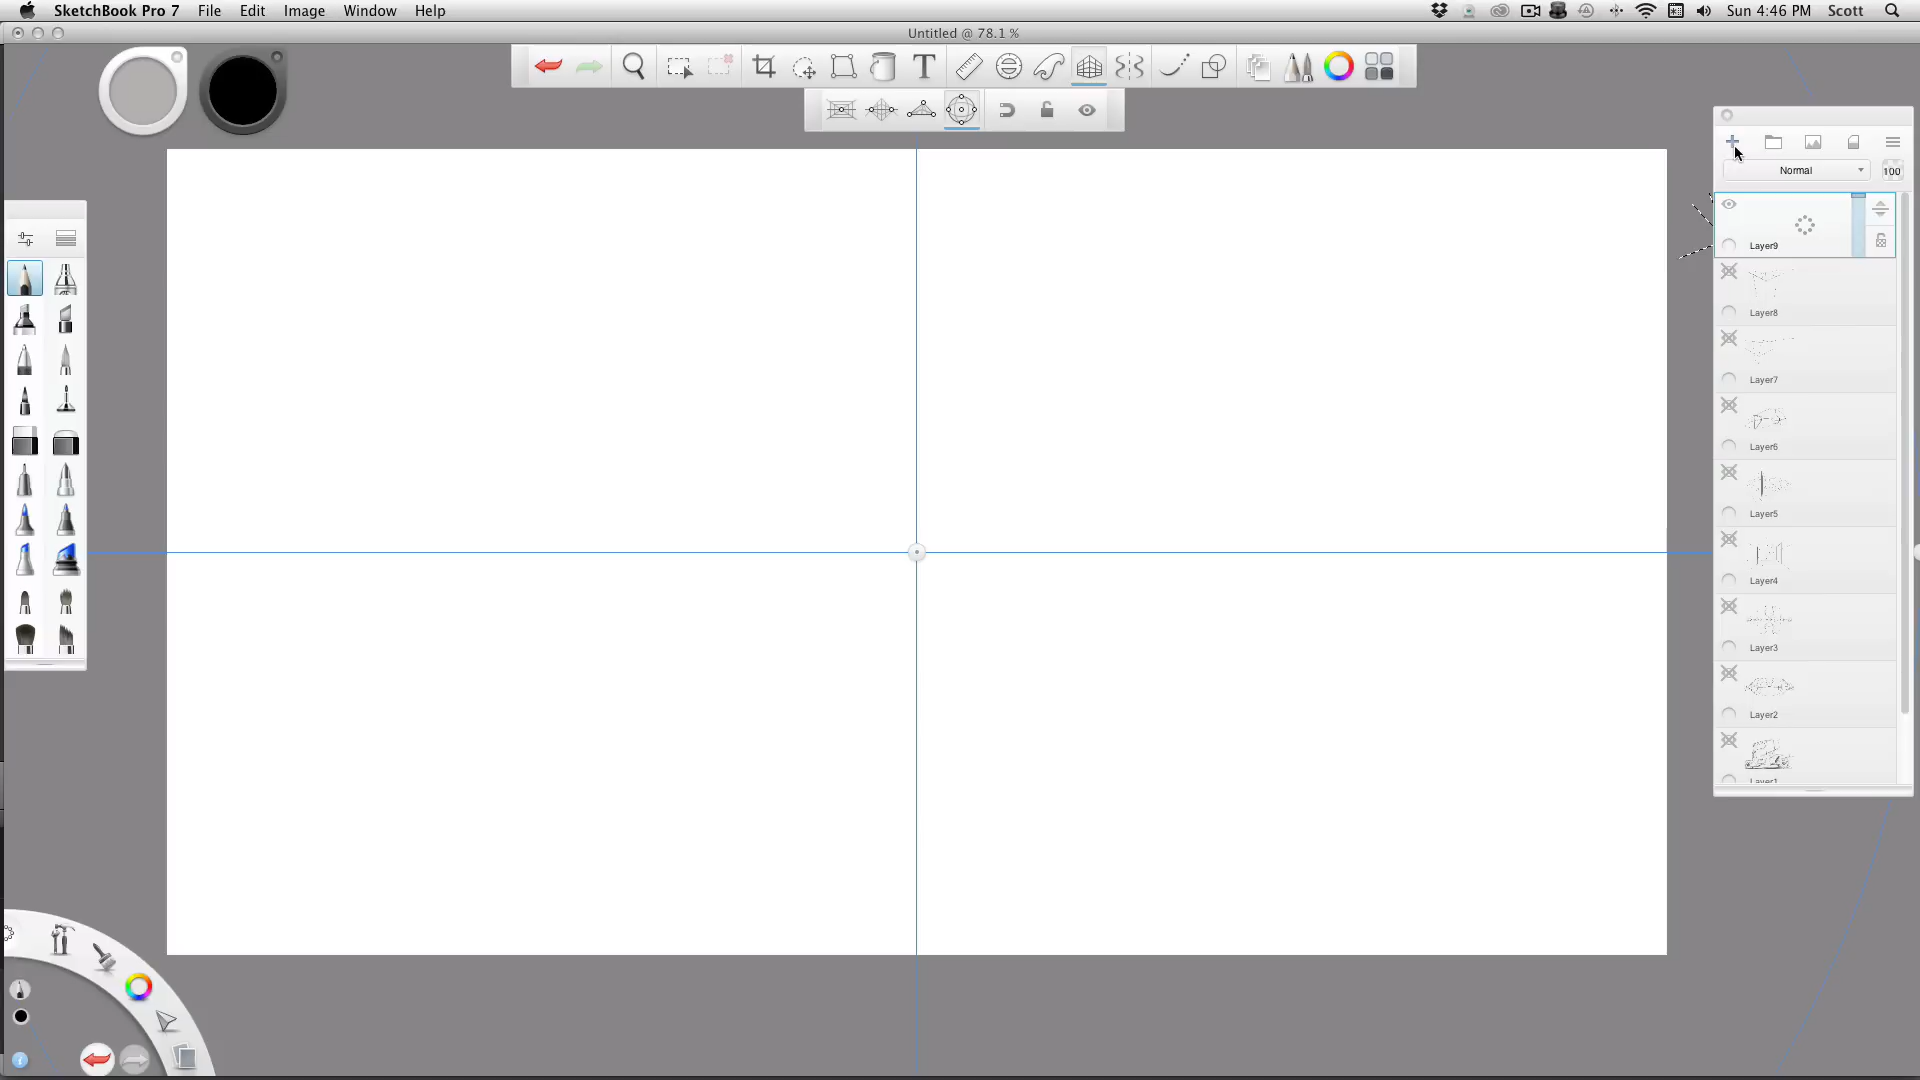 SketchBook Pro 7 File Edit Image Window Help Sun 4:46 PM Scott
Untitled @ 78.1 %
T
Normal 100
Layer9
Layer8
Layer7
Layer6
Layer5
Layer4
Layer3
Layer2
Layer1